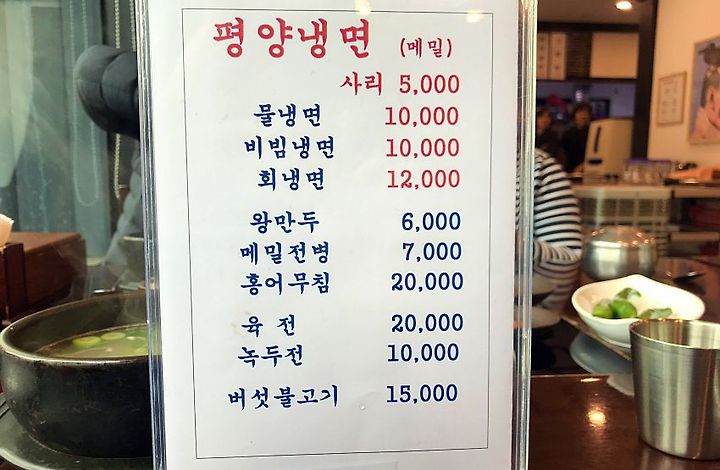 평양냉면 (메밀)
사리 5,000
물냉면 10,000
비빔냉면 10,000
회냉면 12,000
왕만두 6,000
메밀전병 7,000
홍어무침 20,000
육 전 20,000
녹두전 10,000
버섯불고기 15,000